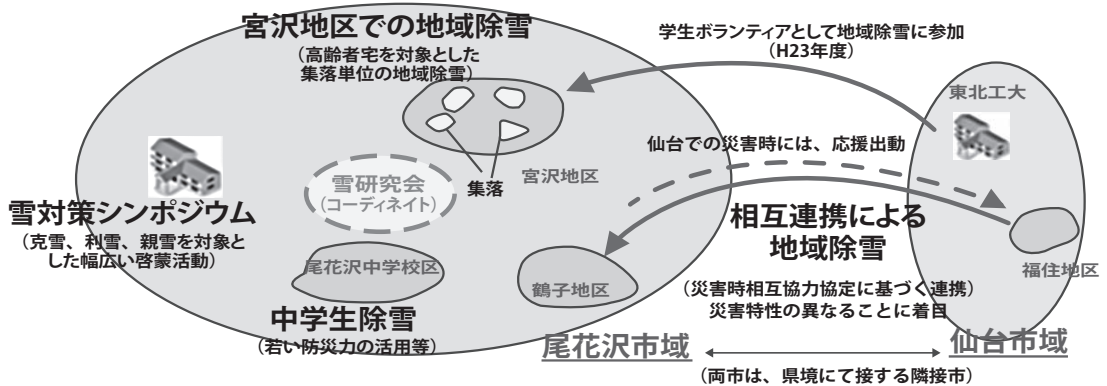 宮沢地区での地域除雪
（高齢者宅を対象とした
集落単位の地域除雪）
学生ボランティアとして地域除雪に参加
（H23年度）
東北工大
仙台での災害時には、応援出動
集落
宮沢地区
雪研究会
（コーディネイト）
雪対策シンポジウム
（克雪、利雪、親雪を対象と
した幅広い啓蒙活動）
相互連携による
地域除雪
福住地区
尾花沢中学校区
鶴子地区
（災害時相互協力協定に基づく連携）
災害特性の異なることに着目
中学生除雪
（若い防災力の活用等）
尾花沢市域
仙台市域
（両市は、県境にて接する隣接市）